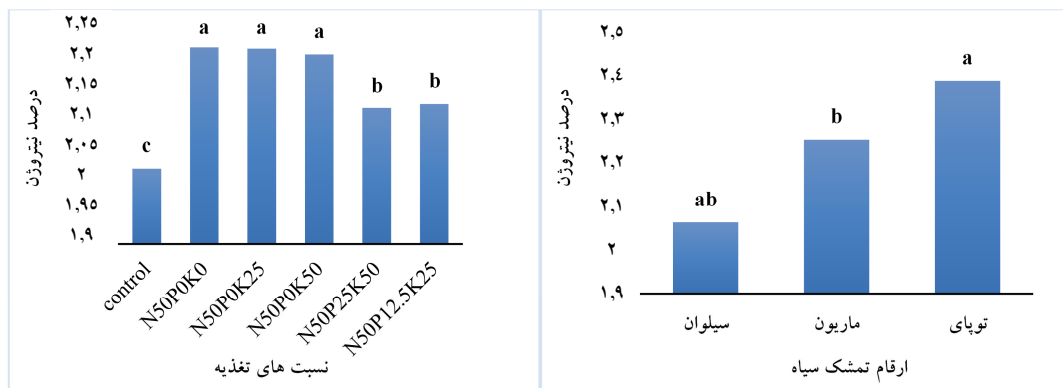 درصد نیتروژن
۲,۲۵
۲,۲
۲,۱۵
۲,۱
۲,۰۵
۲
۱,۹۵
۱,۹
c
a
a
a
b
b
control
N50P0K0
N50P0K25
N50P0K50
N50P25K50
N50P12.5K25
نسبت های تغذیه
درصد نیتروژن
۲,۵
۲,۴
۲,۳
۲,۲
۲,۱
۲
۱,۹
ab
b
a
سیلوان
ماریون
توپای
ارقام تمشک سیاه